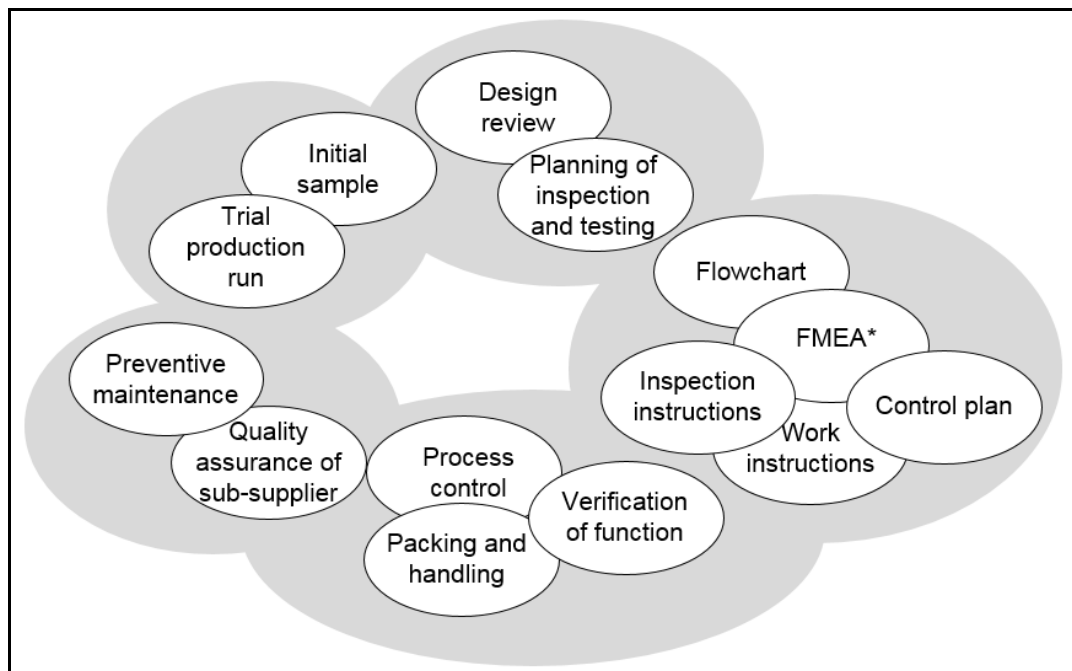 Design
review
Initial
sample
Planning of
inspection
and testing
Trial
production
run
Flowchart
FMEA*
Preventive
maintenance
Inspection
instructions
Control plan
Work
instructions
Quality
assurance of
sub-supplier
Process
control
Verification
of function
Packing and
handling